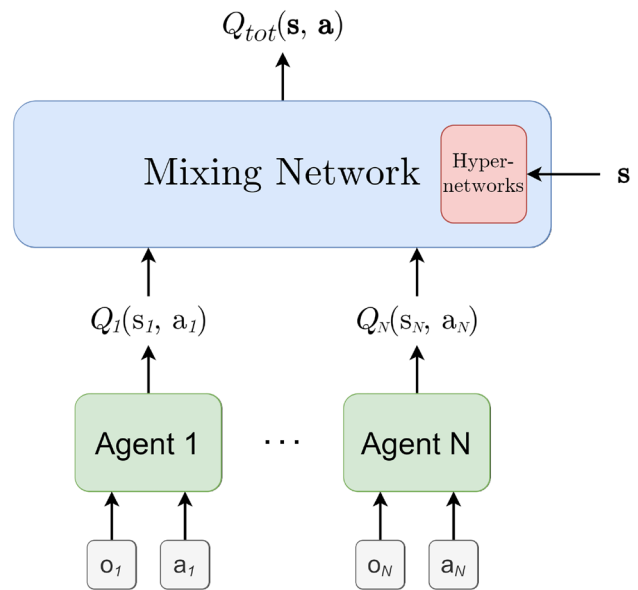 Q_tot(s, a)
Mixing Network
Hyper-
networks
s
Q_1(s_1, a_1)
Q_N(s_N, a_N)
Agent 1
...
Agent N
o_1
a_1
o_N
a_N